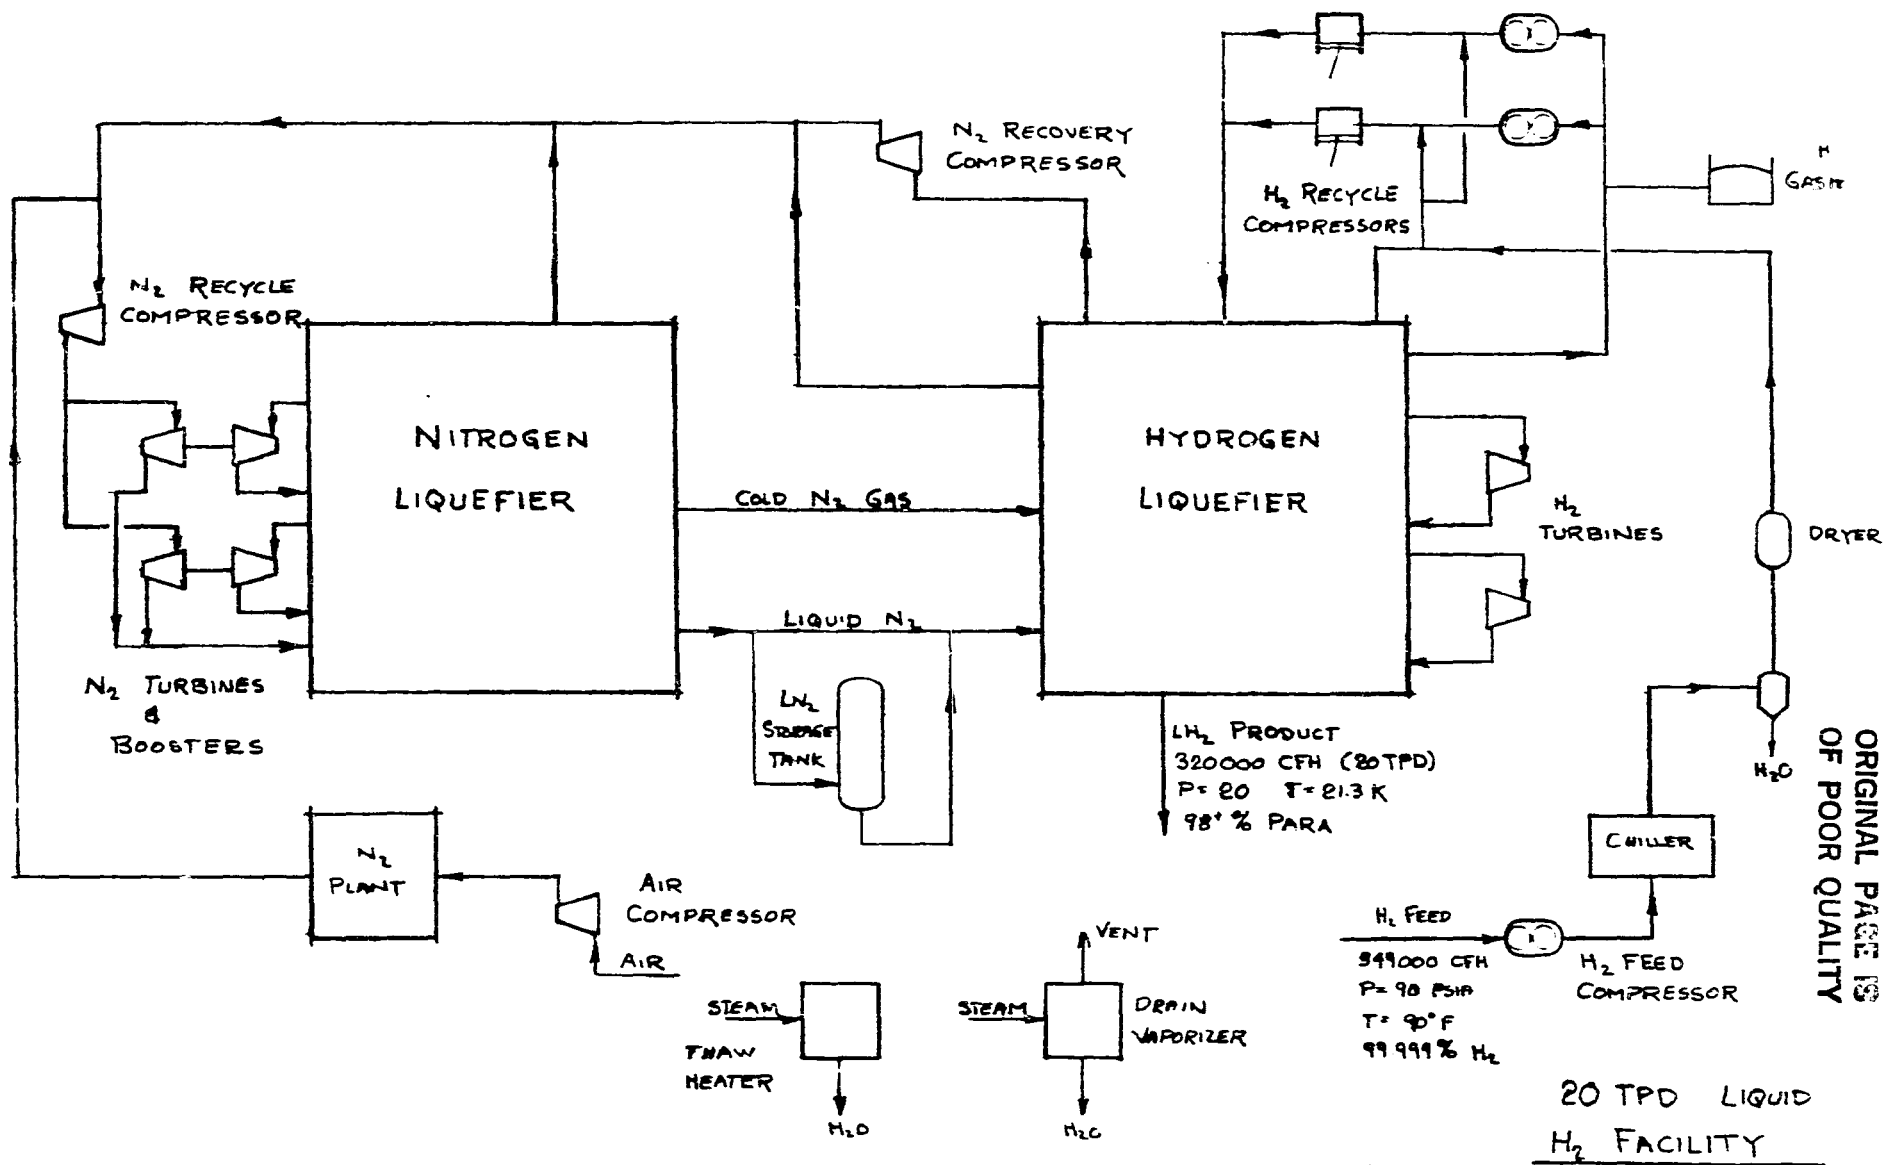 N2 RECOVERY
COMPRESSOR
H2 RECYCLE
COMPRESSORS
H
N2 RECYCLE
COMPRESSOR
NITROGEN
LIQUEFIER
HYDROGEN
LIQUEFIER
COLD N2 GAS
H2
TURBINES
DRYER
LIQUID N2
N2 TURBINES
&
BOOSTERS
LN2
STORAGE
TANK
LH2 PRODUCT
320000 CFH (20TPD)
P= 20 T= 21.3 K
98+ % PARA
H2O
CHILLER
N2
PLANT
AIR
COMPRESSOR
AIR
H2 FEED
349000 CFH
P= 90 PSIA
T= 90°F
99.999% H2
H2 FEED
COMPRESSOR
STEAM
THAW
HEATER
H2O
VENT
STEAM
DRAIN
VAPORIZER
H2O
ORIGINAL PAGE IS
OF POOR QUALITY
20 TPD LIQUID
H2 FACILITY